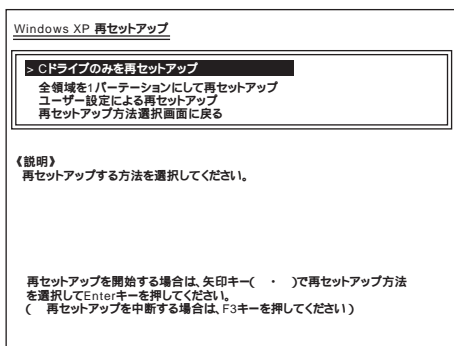 Windows XP 再セットアップ
> Cドライブのみを再セットアップ
全領域を1パーテーションにして再セットアップ
ユーザー設定による再セットアップ
再セットアップ方法選択画面に戻る
《説明》
再セットアップする方法を選択してください。
再セットアップを開始する場合は、矢印キー( ・ )で再セットアップ方法
を選択してEnterキーを押してください。
( 再セットアップを中断する場合は、F3キーを押してください)